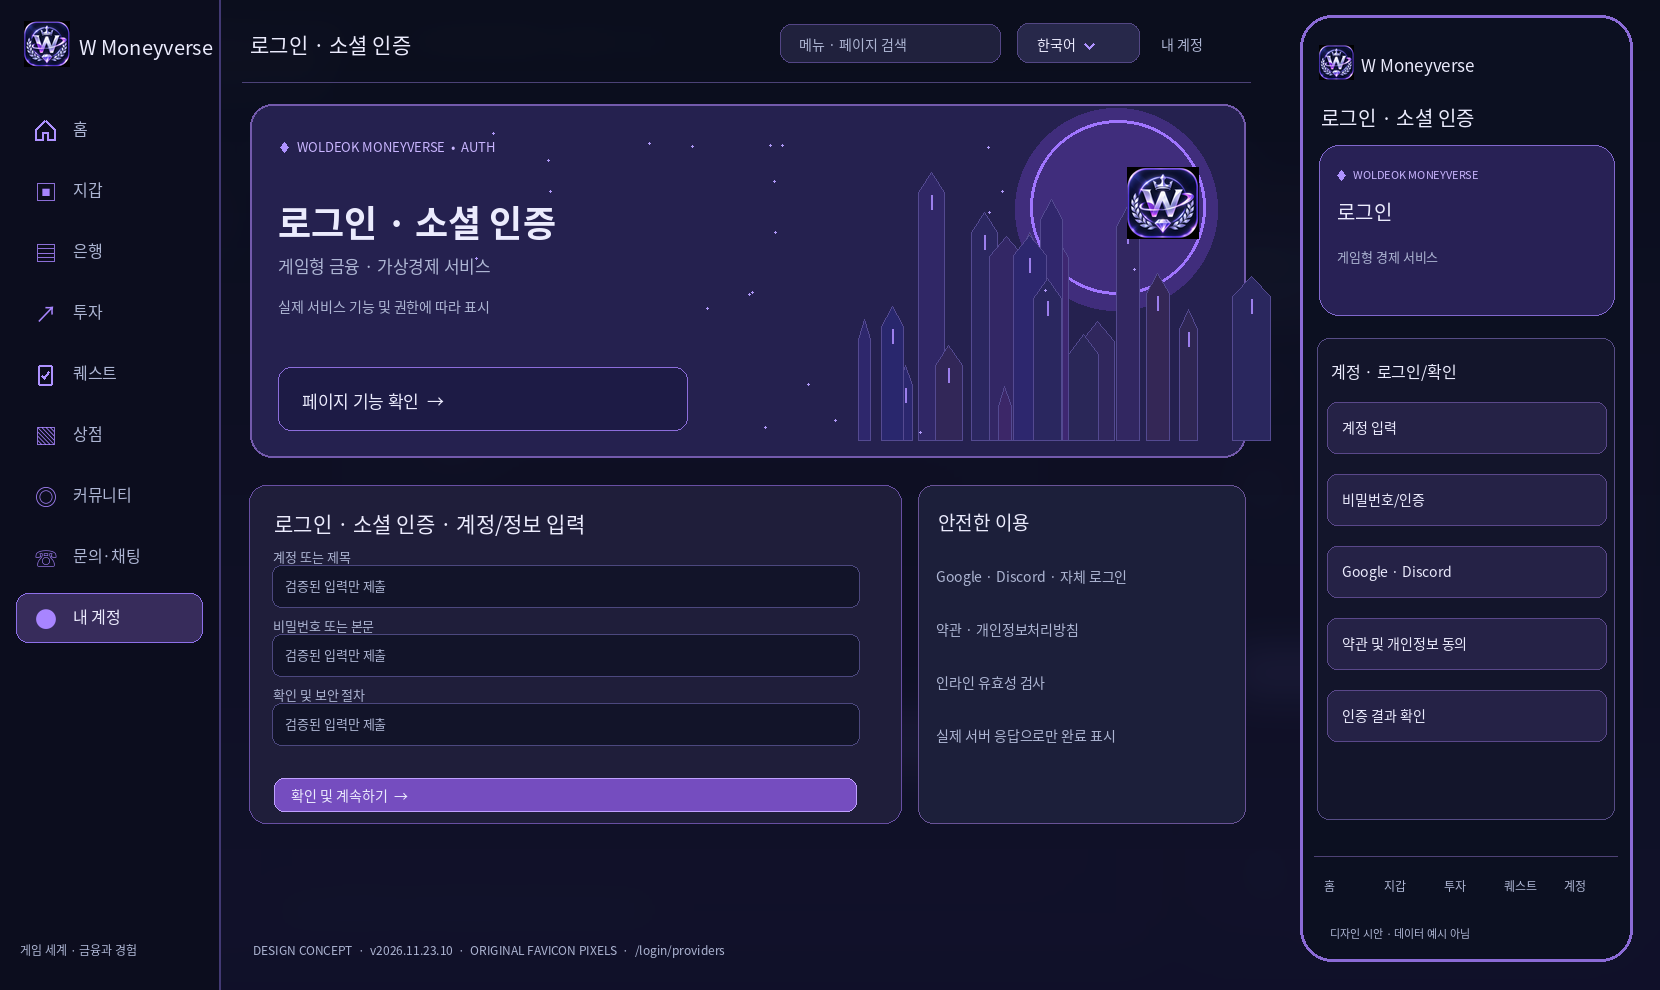 W Moneyverse
홈
지갑
은행
투자
퀘스트
상점
커뮤니티
문의·채팅
내 계정
게임 세계 · 금융과 경험
로그인 · 소셜 인증
메뉴 · 페이지 검색
한국어
내 계정
WOLDEOK MONEYVERSE • AUTH
로그인 · 소셜 인증
게임형 금융 · 가상경제 서비스
실제 서비스 기능 및 권한에 따라 표시
페이지 기능 확인 →
로그인 · 소셜 인증 · 계정/정보 입력
계정 또는 제목
검증된 입력만 제출
비밀번호 또는 본문
검증된 입력만 제출
확인 및 보안 절차
검증된 입력만 제출
확인 및 계속하기 →
안전한 이용
Google · Discord · 자체 로그인
약관 · 개인정보처리방침
인라인 유효성 검사
실제 서버 응답으로만 완료 표시
DESIGN CONCEPT · v2026.11.23.10 · ORIGINAL FAVICON PIXELS · /login/providers
W Moneyverse
로그인 · 소셜 인증
WOLDEOK MONEYVERSE
로그인
게임형 경제 서비스
계정 · 로그인/확인
계정 입력
비밀번호/인증
Google · Discord
약관 및 개인정보 동의
인증 결과 확인
홈 지갑 투자 퀘스트 계정
디자인 시안 · 데이터 예시 아님